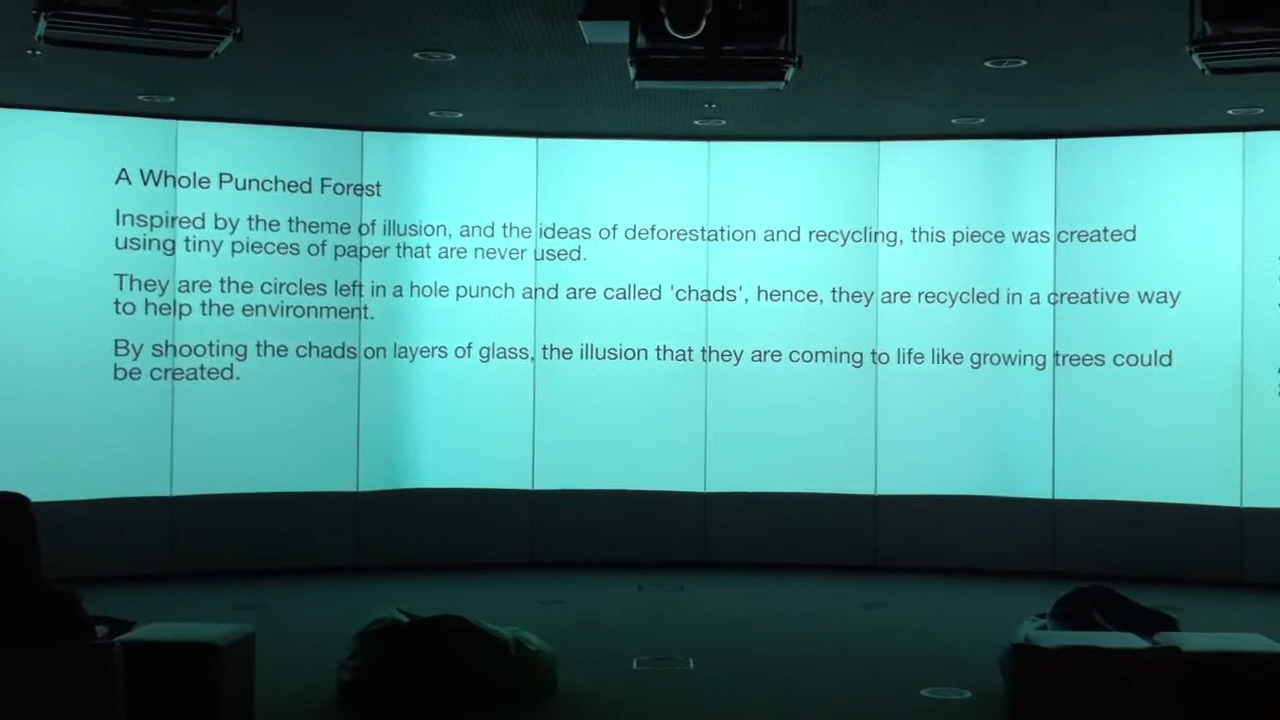 A Whole Punched Forest
Inspired by the theme of illusion, and the ideas of deforestation and recycling, this piece was created
using tiny pieces of paper that are never used.
They are the circles left in a hole punch and are called 'chads', hence, they are recycled in a creative way
to help the environment.
By shooting the chads on layers of glass, the illusion that they are coming to life like growing trees could
be created.